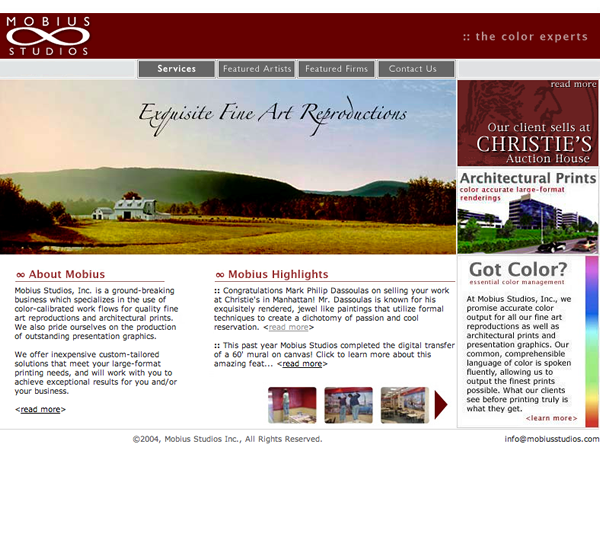 MOBIUS
STUDIOS
:: the color experts
Services
Featured Artists
Featured Firms
Contact Us
Exquisite Fine Art Reproductions
read more
Our client sells at
CHRISTIE'S
Auction House
Architectural Prints
color accurate large-format
renderings
∞ About Mobius
Mobius Studios, Inc. is a ground-breaking
business which specializes in the use of
color-calibrated work flows for quality fine
art reproductions and architectural prints.
We also pride ourselves on the production
of outstanding presentation graphics.
We offer inexpensive custom-tailored
solutions that meet your large-format
printing needs, and will work with you to
achieve exceptional results for you and/or
your business.
<read more>
∞ Mobius Highlights
:: Congratulations Mark Philip Dassoulas on selling your work
at Christie's in Manhattan! Mr. Dassoulas is known for his
exquisitely rendered, jewel like paintings that utilize formal
techniques to create a dichotomy of passion and cool
reservation. <read more>
:: This past year Mobius Studios completed the digital transfer
of a 60' mural on canvas! Click to learn more about this
amazing feat... <read more>
Got Color?
essential color management
At Mobius Studios, Inc., we
promise accurate color
output for all our fine art
reproductions as well as
architectural prints and
presentation graphics. Our
common, comprehensible
language of color is spoken
fluently, allowing us to
output the finest prints
possible. What our clients
see before printing truly is
what they get.
<learn more>
©2004, Mobius Studios Inc., All Rights Reserved.
info@mobiusstudios.com